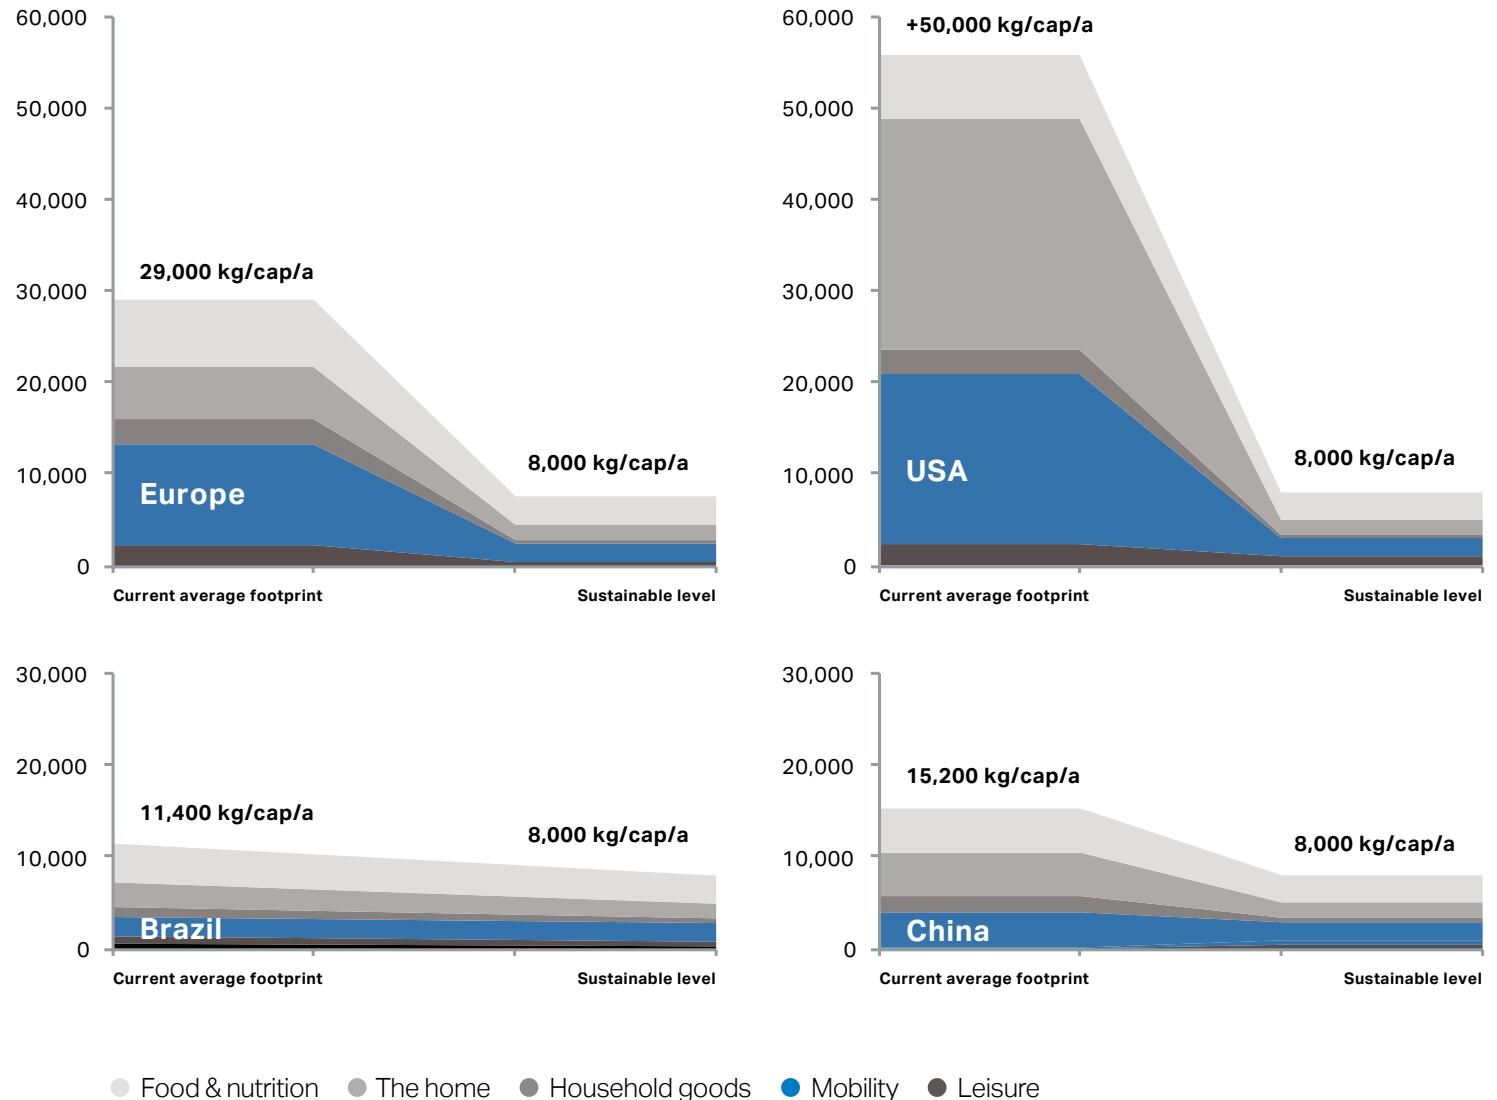 60,000
50,000
40,000
30,000
20,000
10,000
0
29,000 kg/cap/a
8,000 kg/cap/a
Europe
Current average footprint
Sustainable level
60,000
50,000
40,000
30,000
20,000
10,000
0
+50,000 kg/cap/a
8,000 kg/cap/a
USA
Current average footprint
Sustainable level
30,000
20,000
10,000
0
11,400 kg/cap/a
8,000 kg/cap/a
Brazil
Current average footprint
Sustainable level
30,000
20,000
10,000
0
15,200 kg/cap/a
8,000 kg/cap/a
China
Current average footprint
Sustainable level
Food & nutrition The home Household goods Mobility Leisure